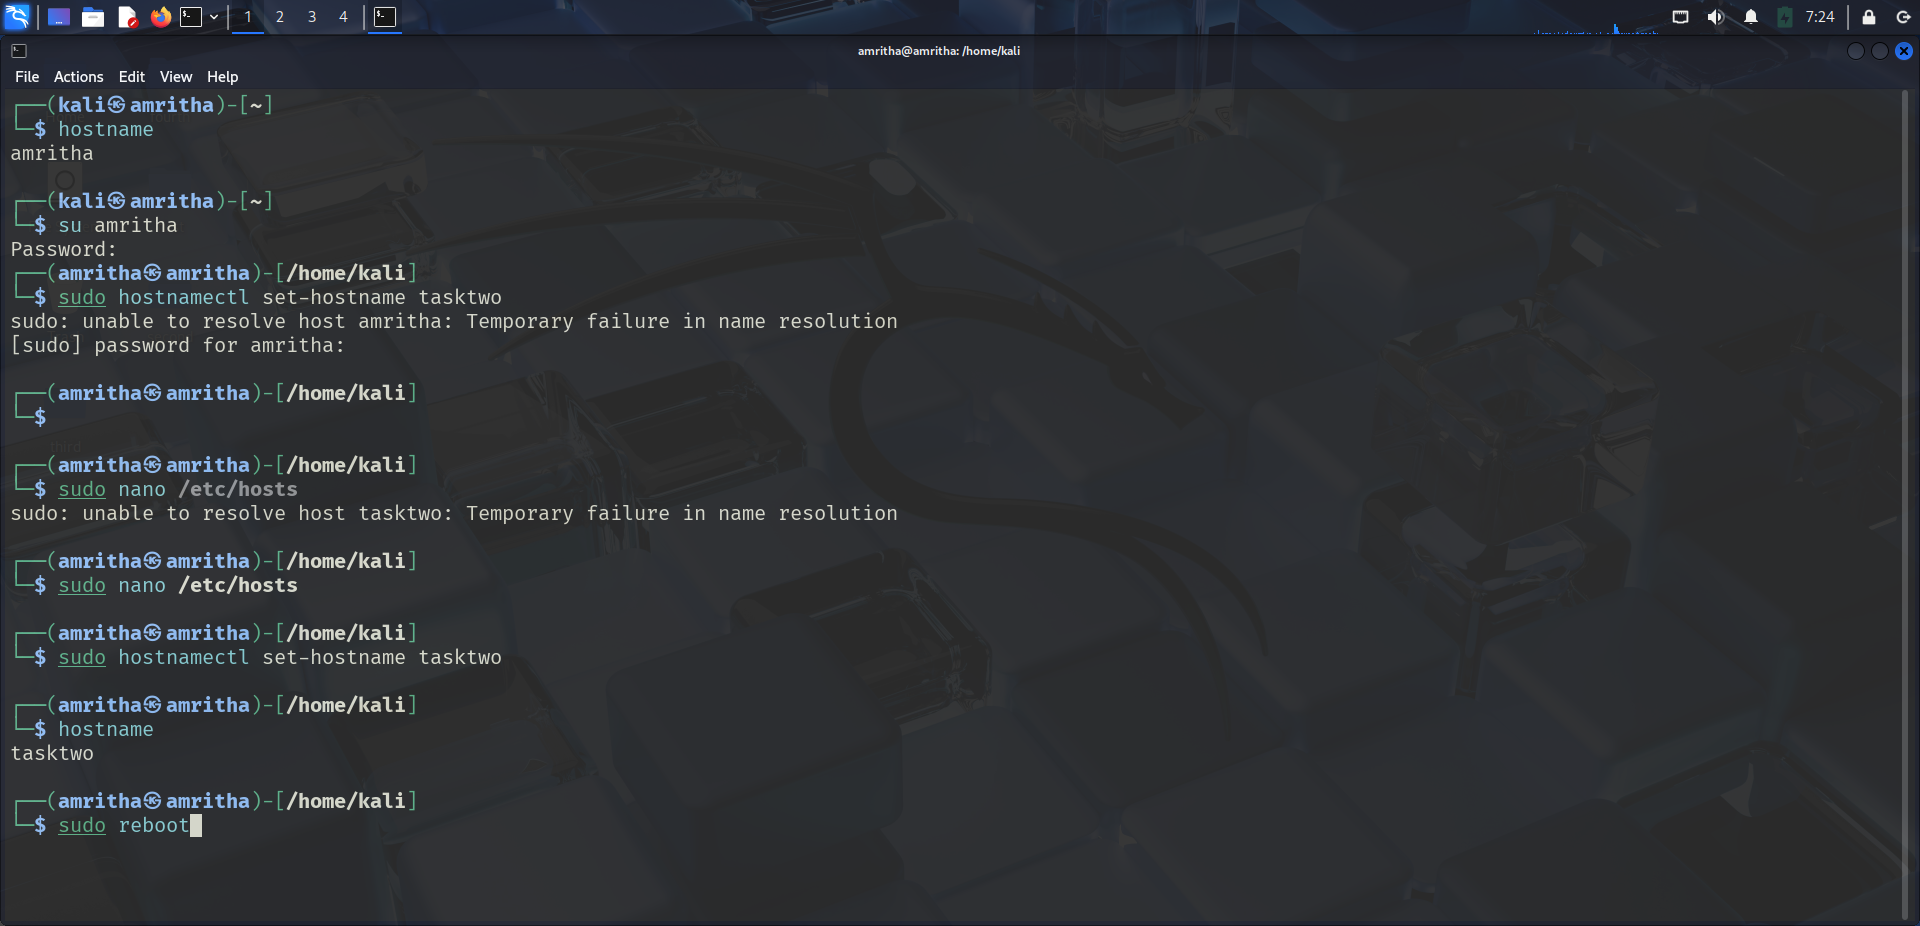 1 2 3 4 7:24
amritha@amritha: /home/kali
File Actions Edit View Help
┌──(kali㉿amritha)-[~]
└─$ hostname
amritha
┌──(kali㉿amritha)-[~]
└─$ su amritha
Password:
┌──(amritha㉿amritha)-[/home/kali]
└─$ sudo hostnamectl set-hostname tasktwo
sudo: unable to resolve host amritha: Temporary failure in name resolution
[sudo] password for amritha:
┌──(amritha㉿amritha)-[/home/kali]
└─$
┌──(amritha㉿amritha)-[/home/kali]
└─$ sudo nano /etc/hosts
sudo: unable to resolve host tasktwo: Temporary failure in name resolution
┌──(amritha㉿amritha)-[/home/kali]
└─$ sudo nano /etc/hosts
┌──(amritha㉿amritha)-[/home/kali]
└─$ sudo hostnamectl set-hostname tasktwo
┌──(amritha㉿amritha)-[/home/kali]
└─$ hostname
tasktwo
┌──(amritha㉿amritha)-[/home/kali]
└─$ sudo reboot